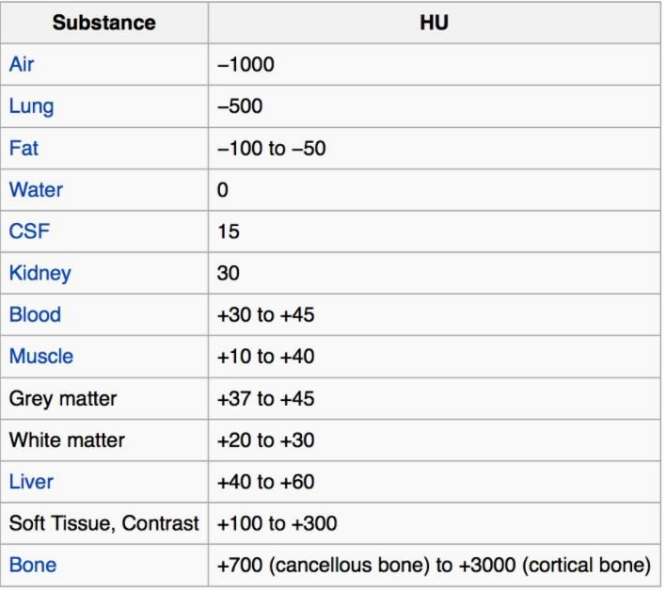 Substance HU
Air −1000
Lung −500
Fat −100 to −50
Water 0
CSF 15
Kidney 30
Blood +30 to +45
Muscle +10 to +40
Grey matter +37 to +45
White matter +20 to +30
Liver +40 to +60
Soft Tissue, Contrast +100 to +300
Bone +700 (cancellous bone) to +3000 (cortical bone)